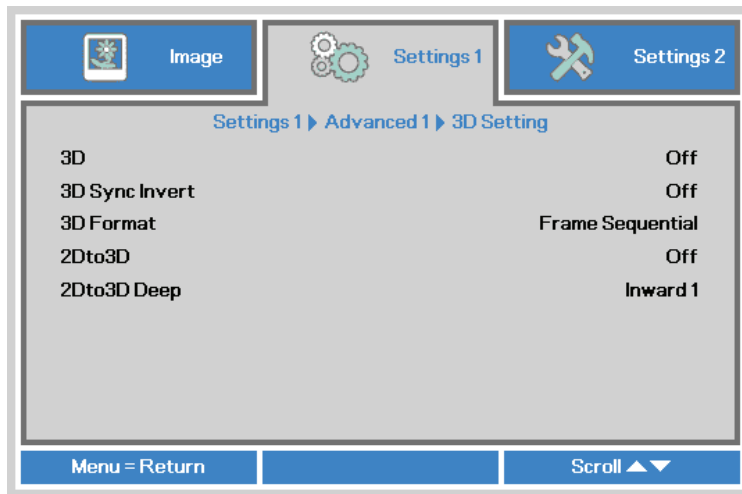 Image Settings 1 Settings 2
Settings 1 ▶ Advanced 1 ▶ 3D Setting
3D Off
3D Sync Invert Off
3D Format Frame Sequential
2Dto3D Off
2Dto3D Deep Inward 1
Menu = Return Scroll ▲▼